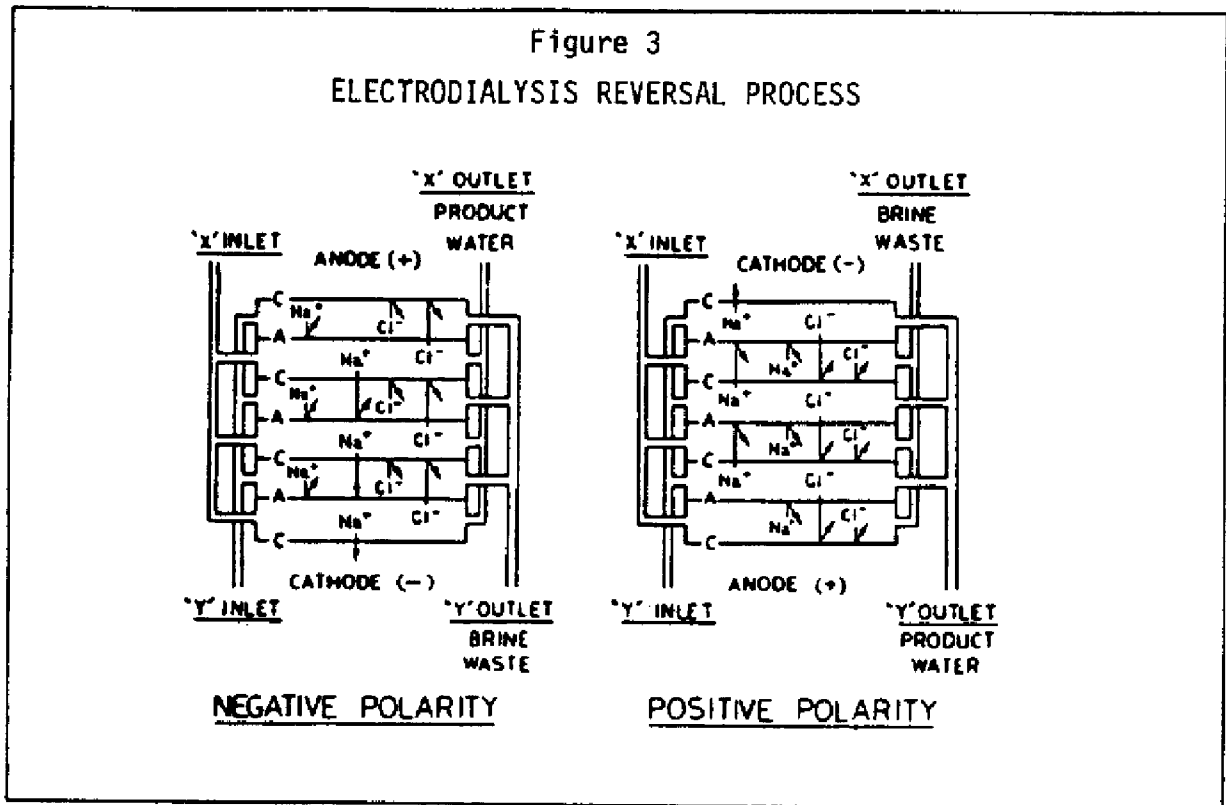 Figure 3
ELECTRODIALYSIS REVERSAL PROCESS
'X' OUTLET
PRODUCT
WATER
'X' INLET
ANODE (+)
C
Na+
Cl-
A
Na+
Cl-
C
Na+
Cl-
A
Na+
Cl-
C
Na+
Cl-
A
Na+
Cl-
C
CATHODE (-)
'Y' INLET
'Y' OUTLET
BRINE
WASTE
NEGATIVE POLARITY
'X' OUTLET
BRINE
WASTE
'X' INLET
CATHODE (-)
C
Na+
Cl-
A
Na+
Cl-
C
Na+
Cl-
A
Na+
Cl-
C
Na+
Cl-
A
Na+
Cl-
C
ANODE (+)
'Y' INLET
'Y' OUTLET
PRODUCT
WATER
POSITIVE POLARITY